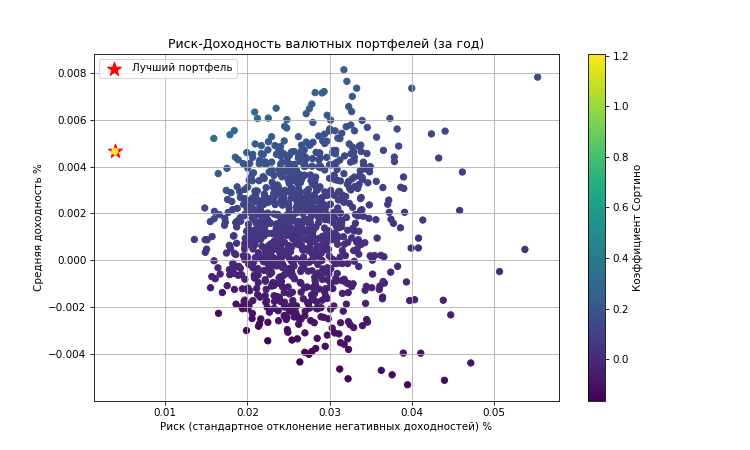 Риск-Доходность валютных портфелей (за год)
Лучший портфель
Средняя доходность %
0.008
0.006
0.004
0.002
0.000
−0.002
−0.004
0.01 0.02 0.03 0.04 0.05
Риск (стандартное отклонение негативных доходностей) %
1.2
1.0
0.8
0.6
0.4
0.2
0.0
Коэффициент Сортино